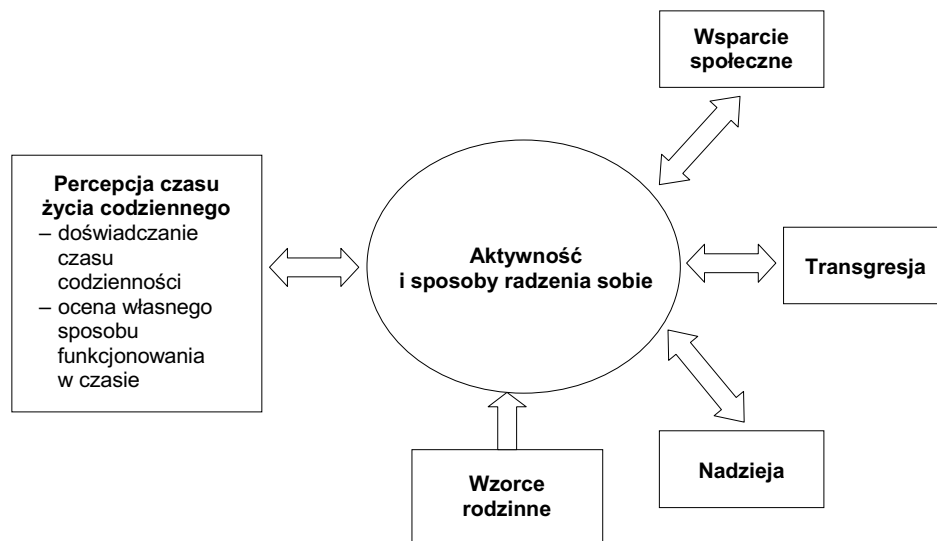 Wsparcie
społeczne
Percepcja czasu
życia codziennego
– doświadczanie
czasu
codzienności
– ocena własnego
sposobu
funkcjonowania
w czasie
Aktywność
i sposoby radzenia sobie
Transgresja
Nadzieja
Wzorce
rodzinne